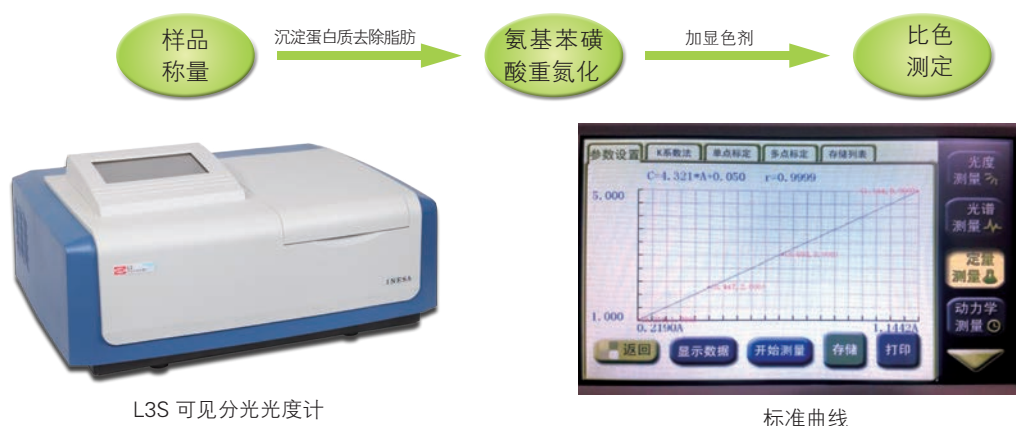 样品
称量
沉淀蛋白质去除脂肪
氨基苯磺
酸重氮化
加显色剂
比色
测定
INESA
L3S 可见分光光度计
参数设置
K系数法
单点标定
多点标定
存储列表
C=4.321*A+0.050 r=0.9999
5.000
1.000
0.2190A
1.1442A
返回
显示数据
开始测量
存储
打印
光度
测量
光谱
测量
定量
测量
动力学
测量
标准曲线